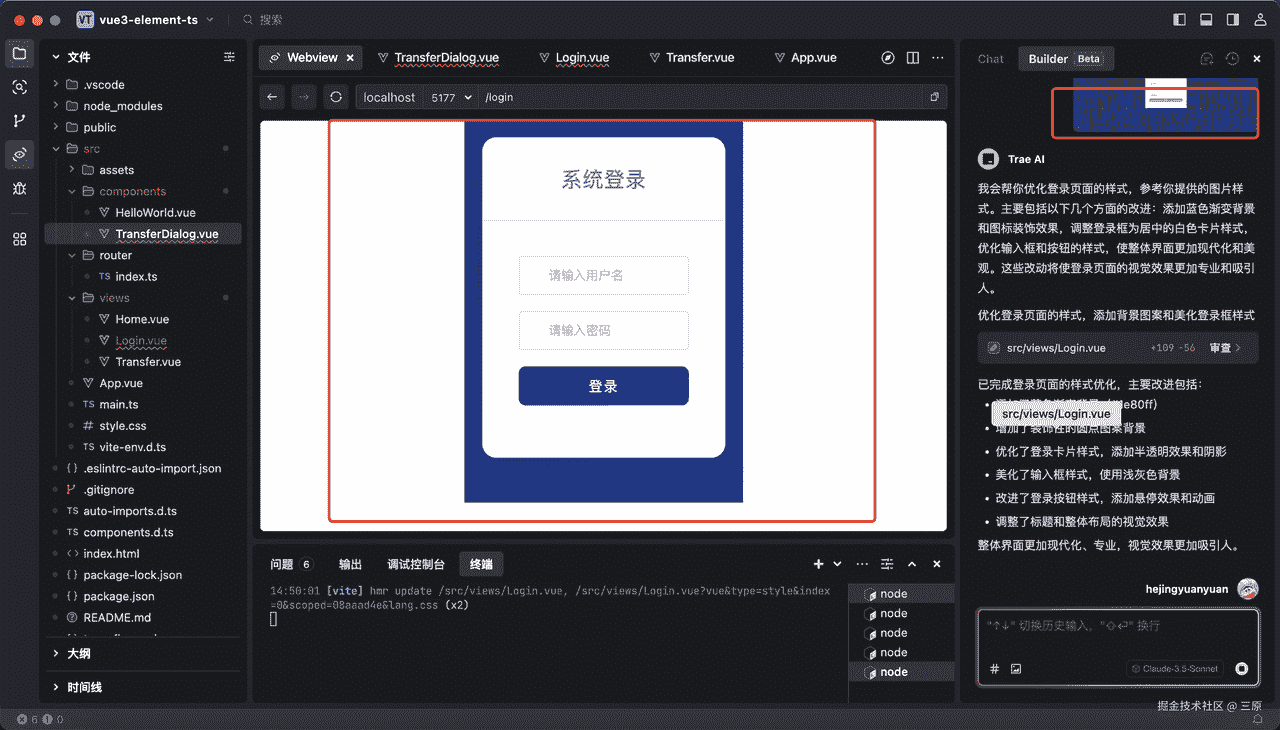 VT vue3-element-ts
搜索
文件
.vscode
node_modules
public
src
assets
components
HelloWorld.vue
TransferDialog.vue
router
TS index.ts
views
Home.vue
Login.vue
Transfer.vue
App.vue
TS main.ts
# style.css
TS vite-env.d.ts
{ } .eslintrc-auto-import.json
.gitignore
TS auto-imports.d.ts
TS components.d.ts
<> index.html
{ } package-lock.json
{ } package.json
README.md
大纲
时间线
6 0
Webview
TransferDialog.vue
Login.vue
Transfer.vue
App.vue
localhost 5177 /login
系统登录
请输入用户名
请输入密码
登录
问题 6 输出 调试控制台 终端
14:50:01 [vite] hmr update /src/views/Login.vue, /src/views/Login.vue?vue&type=style&index
=0&scoped=08aaad4e&lang.css (x2)
node
node
node
node
node
Chat Builder Beta
Trae AI
我会帮你优化登录页面的样式，参考你提供的图片样
式。主要包括以下几个方面的改进：添加蓝色渐变背景
和图标装饰效果，调整登录框为居中的白色卡片样式，
优化输入框和按钮的样式，使整体界面更加现代化和美
观。这些改动将使登录页面的视觉效果更加专业和吸引
人。
优化登录页面的样式，添加背景图案和美化登录框样式
src/views/Login.vue +109 -56 审查
已完成登录页面的样式优化，主要改进包括：
e80ff)
src/views/Login.vue
增加了装饰性的圆点图案背景
优化了登录卡片样式，添加半透明效果和阴影
美化了输入框样式，使用浅灰色背景
改进了登录按钮样式，添加悬停效果和动画
调整了标题和整体布局的视觉效果
整体界面更加现代化、专业，视觉效果更加吸引人。
hejingyuanyuan
"↑↓" 切换历史输入，"⇧⏎" 换行
# Claude-3.5-Sonnet
掘金技术社区 @ 三原